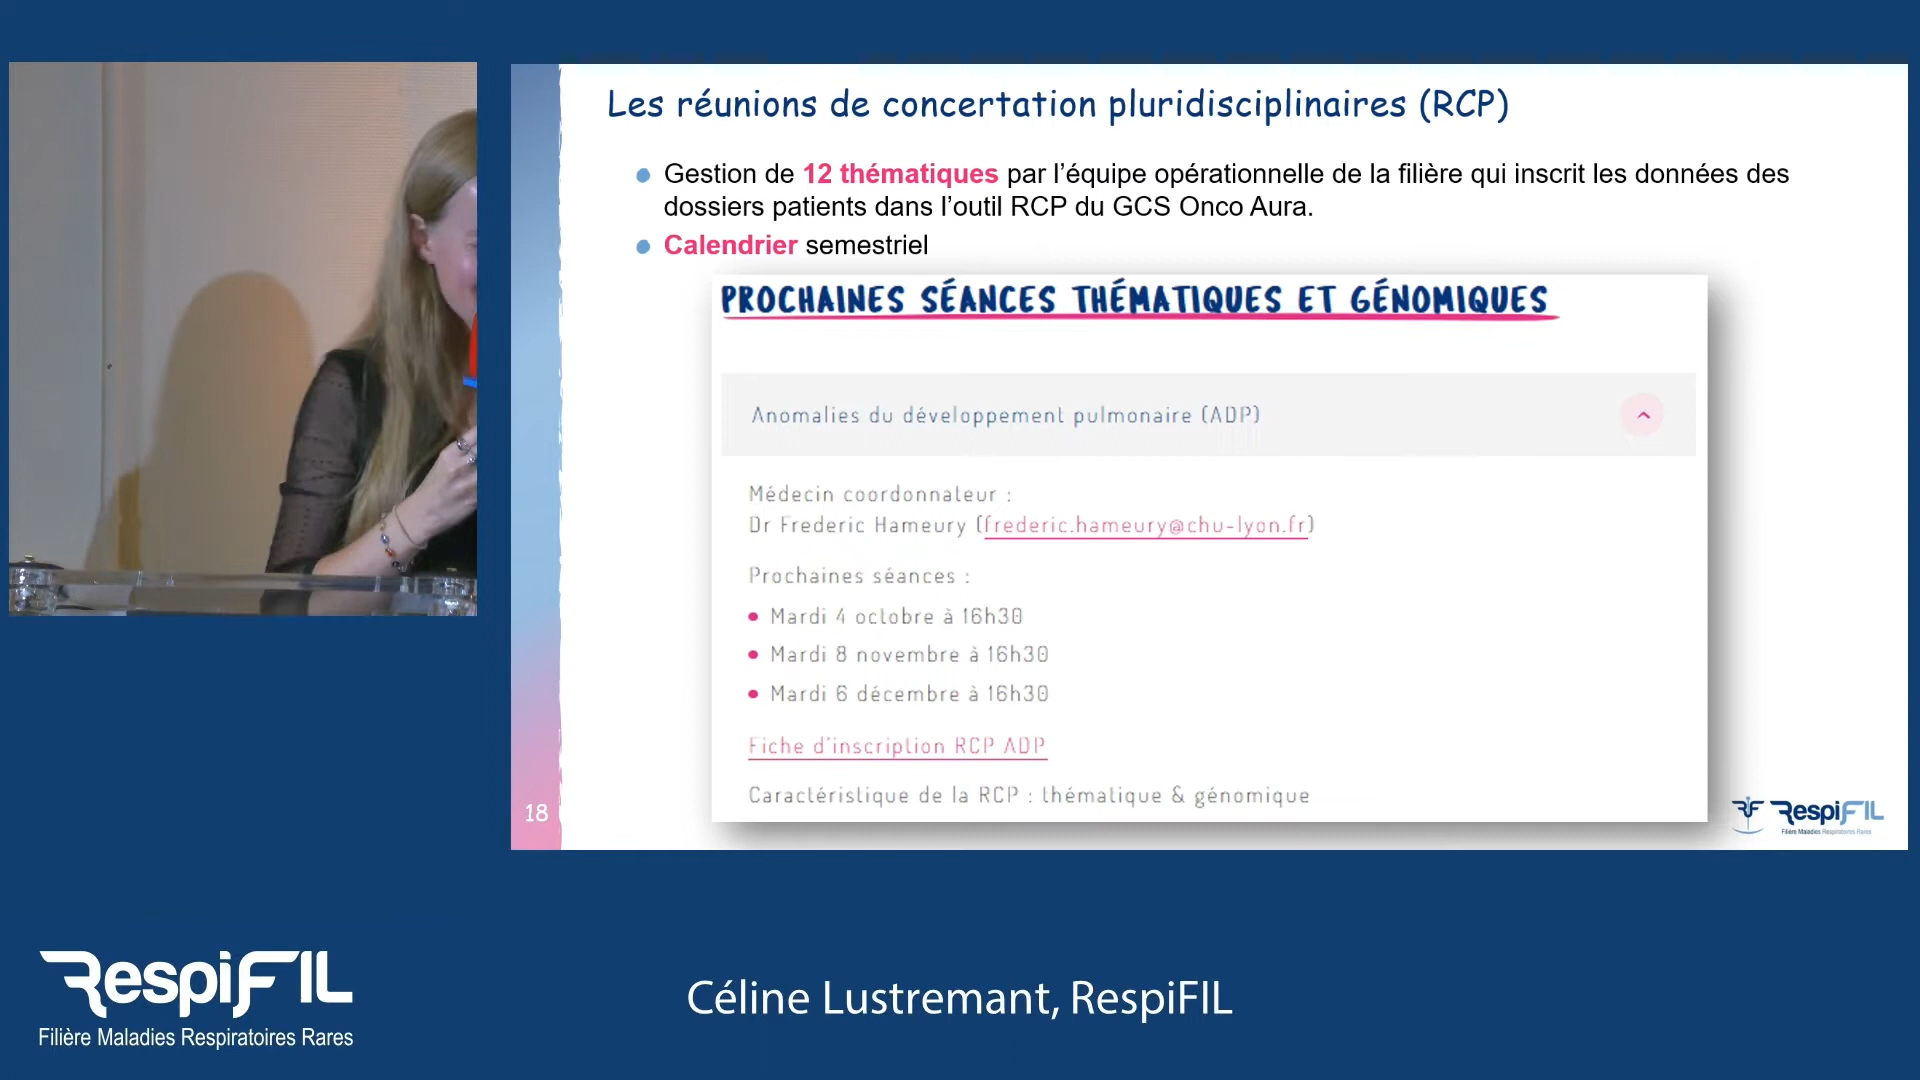 Les réunions de concertation pluridisciplinaires (RCP)
Gestion de 12 thématiques par l’équipe opérationnelle de la filière qui inscrit les données des
dossiers patients dans l’outil RCP du GCS Onco Aura.
Calendrier semestriel
PROCHAINES SÉANCES THÉMATIQUES ET GÉNOMIQUES
Anomalies du développement pulmonaire (ADP)
Médecin coordonnateur :
Dr Frederic Hameury (frederic.hameury@chu-lyon.fr)
Prochaines séances :
Mardi 4 octobre à 16h30
Mardi 8 novembre à 16h30
Mardi 6 décembre à 16h30
Fiche d'inscription RCP ADP
Caractéristique de la RCP : thématique & génomique
18
RespiFIL
Filière Maladies Respiratoires Rares
RespiFIL
Filière Maladies Respiratoires Rares
Céline Lustremant, RespiFIL